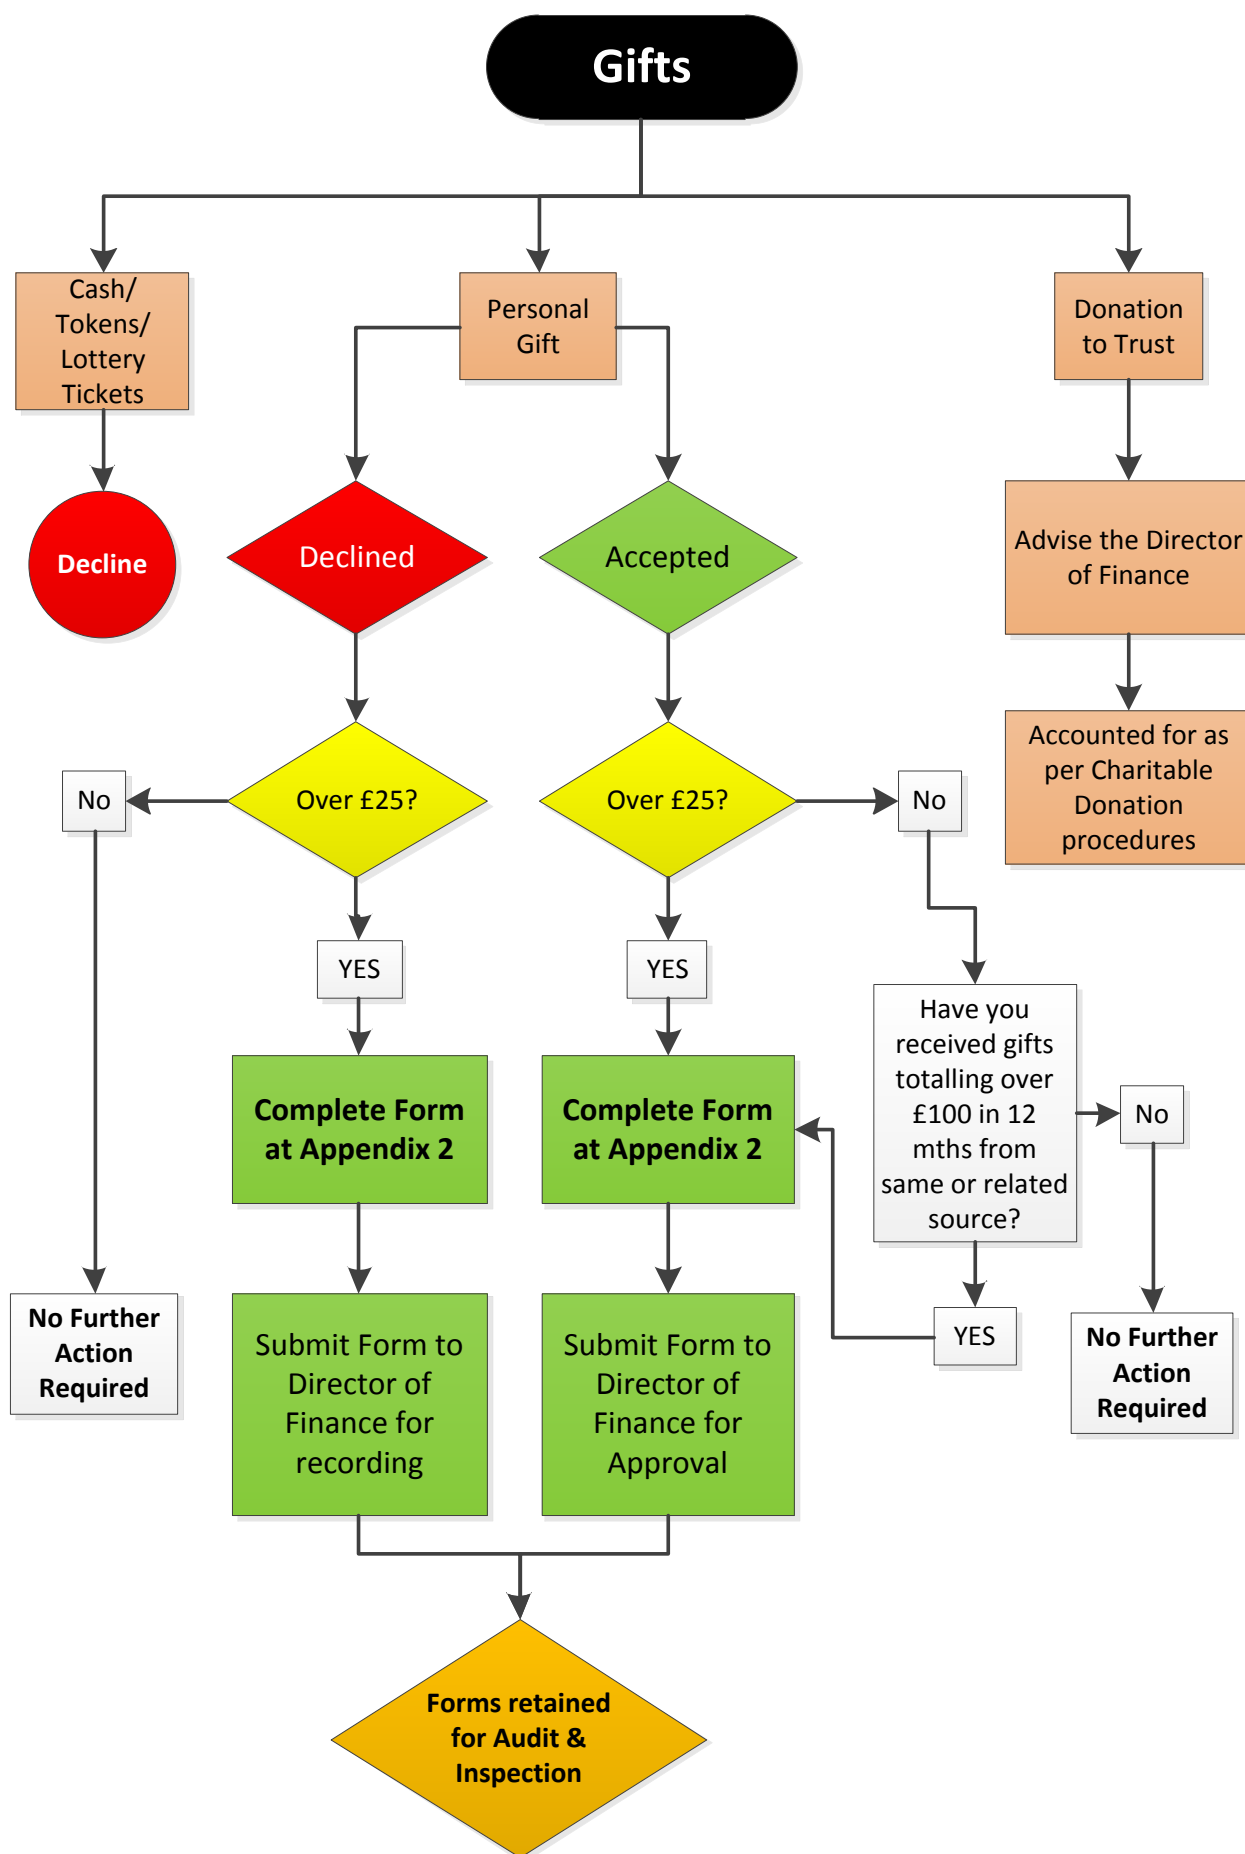 Gifts
Cash/
Tokens/
Lottery
Tickets
Personal
Gift
Donation
to Trust
Decline
Declined
Accepted
Advise the Director
of Finance
No
Over £25?
Over £25?
No
Accounted for as
per Charitable
Donation
procedures
YES
YES
Have you
received gifts
totalling over
£100 in 12
mths from
same or related
source?
No
Complete Form
at Appendix 2
Complete Form
at Appendix 2
No Further
Action
Required
Submit Form to
Director of
Finance for
recording
Submit Form to
Director of
Finance for
Approval
YES
No Further
Action
Required
Forms retained
for Audit &
Inspection